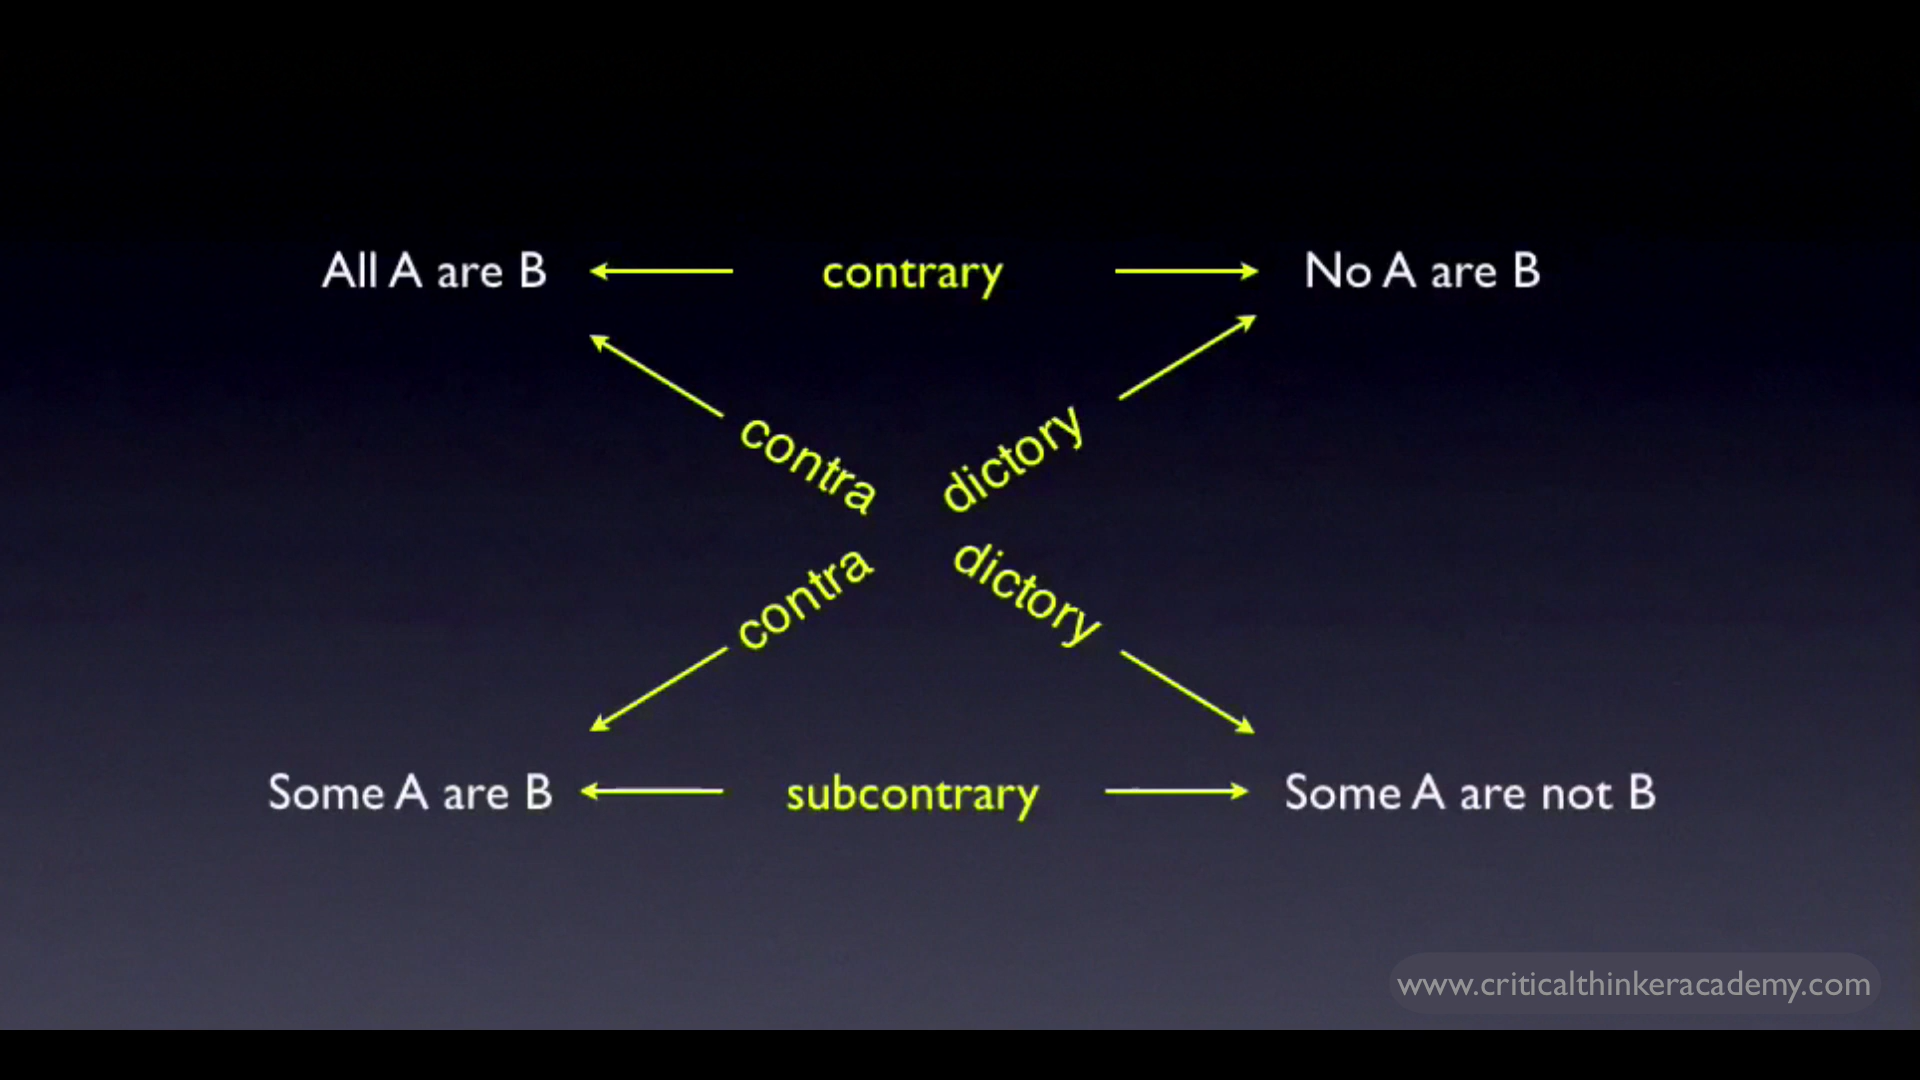 All A are B
contrary
No A are B
contra
dictory
contra
dictory
Some A are B
subcontrary
Some A are not B
www.criticalthinkeracademy.com